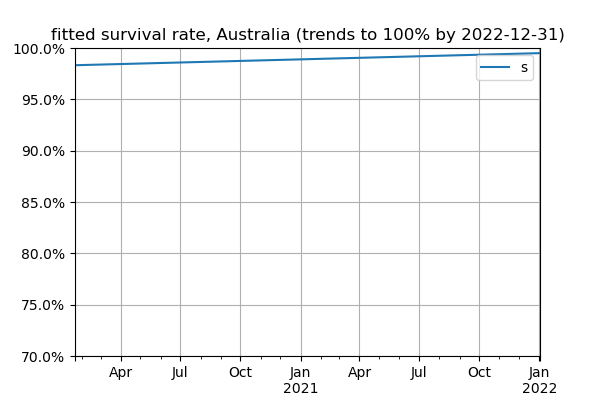 fitted survival rate, Australia (trends to 100% by 2022-12-31)
100.0%
s
95.0%
90.0%
85.0%
80.0%
75.0%
70.0%
Apr Jul Oct Jan Apr Jul Oct Jan
2021 2022